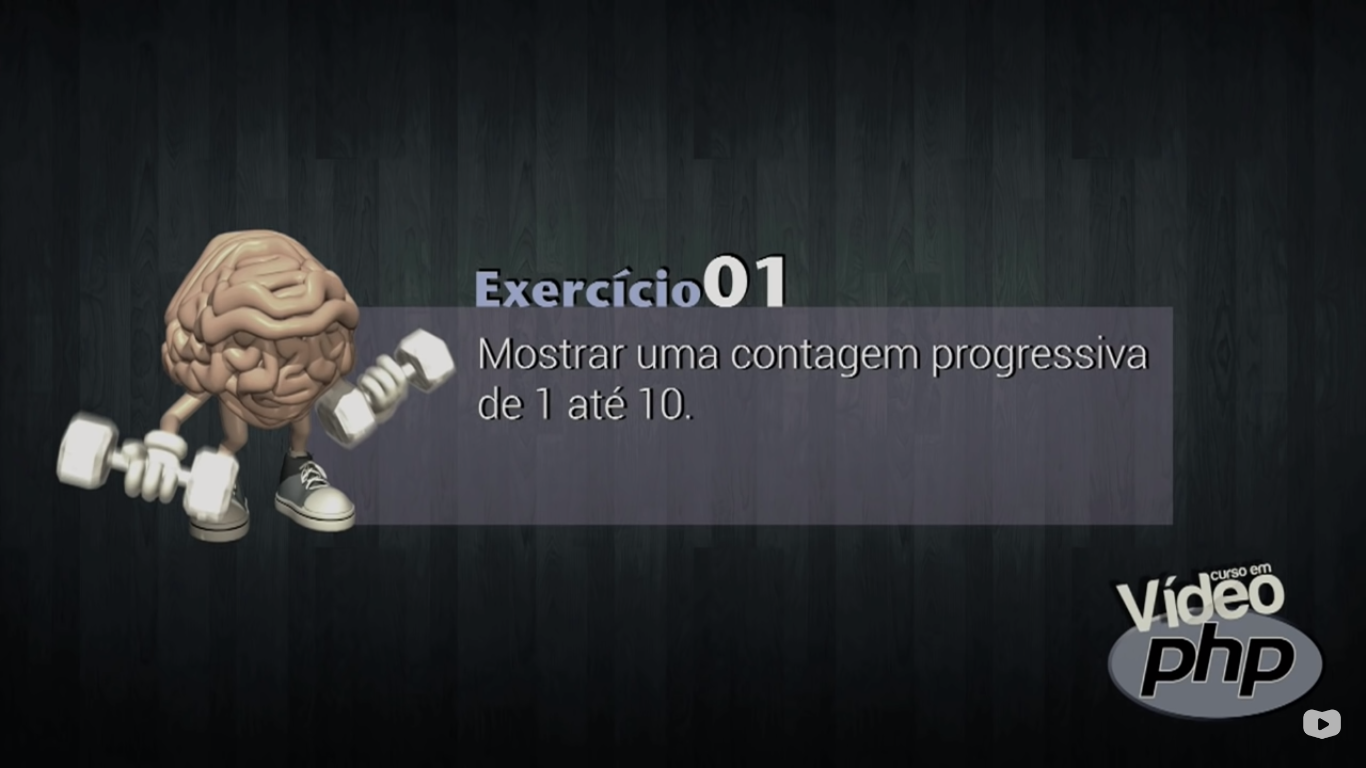 Exercício01
Mostrar uma contagem progressiva
de 1 até 10.
curso em
Vídeo
php